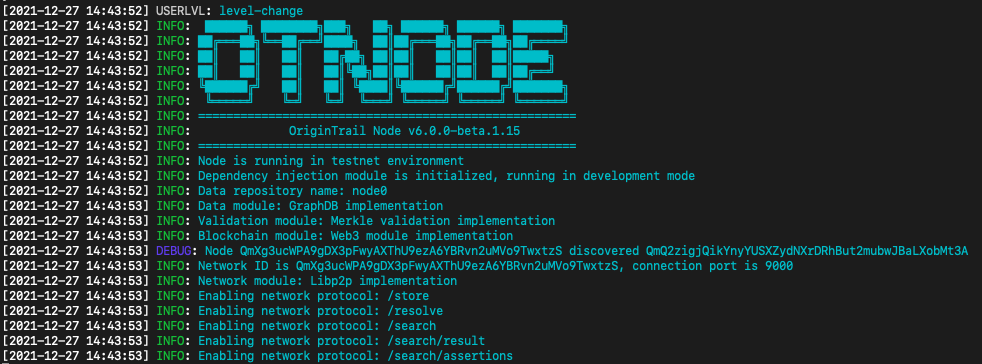 [2021-12-27 14:43:52] USERLVL: level-change
[2021-12-27 14:43:52] INFO:
[2021-12-27 14:43:52] INFO:
[2021-12-27 14:43:52] INFO: OTNODE
[2021-12-27 14:43:52] INFO:
[2021-12-27 14:43:52] INFO:
[2021-12-27 14:43:52] INFO:
[2021-12-27 14:43:52] INFO: ======================================================
[2021-12-27 14:43:52] INFO: OriginTrail Node v6.0.0-beta.1.15
[2021-12-27 14:43:52] INFO: ======================================================
[2021-12-27 14:43:52] INFO: Node is running in testnet environment
[2021-12-27 14:43:52] INFO: Dependency injection module is initialized, running in development mode
[2021-12-27 14:43:52] INFO: Data repository name: node0
[2021-12-27 14:43:53] INFO: Data module: GraphDB implementation
[2021-12-27 14:43:53] INFO: Validation module: Merkle validation implementation
[2021-12-27 14:43:53] INFO: Blockchain module: Web3 module implementation
[2021-12-27 14:43:53] DEBUG: Node QmXg3ucWPA9gDX3pFwyAXThU9ezA6YBRvn2uMVo9TwxtzS discovered QmQ2zigjQikYnyYUSXZydNXrDRhBut2mubwJBaLXobMt3A
[2021-12-27 14:43:53] INFO: Network ID is QmXg3ucWPA9gDX3pFwyAXThU9ezA6YBRvn2uMVo9TwxtzS, connection port is 9000
[2021-12-27 14:43:53] INFO: Network module: Libp2p implementation
[2021-12-27 14:43:53] INFO: Enabling network protocol: /store
[2021-12-27 14:43:53] INFO: Enabling network protocol: /resolve
[2021-12-27 14:43:53] INFO: Enabling network protocol: /search
[2021-12-27 14:43:53] INFO: Enabling network protocol: /search/result
[2021-12-27 14:43:53] INFO: Enabling network protocol: /search/assertions